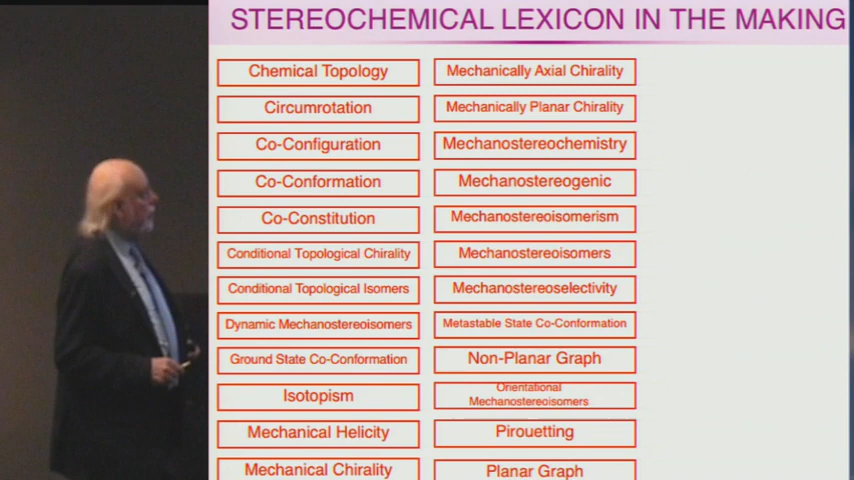 STEREOCHEMICAL LEXICON IN THE MAKING
Chemical Topology
Circumrotation
Co-Configuration
Co-Conformation
Co-Constitution
Conditional Topological Chirality
Conditional Topological Isomers
Dynamic Mechanostereoisomers
Ground State Co-Conformation
Isotopism
Mechanical Helicity
Mechanical Chirality
Mechanically Axial Chirality
Mechanically Planar Chirality
Mechanostereochemistry
Mechanostereogenic
Mechanostereoisomerism
Mechanostereoisomers
Mechanostereoselectivity
Metastable State Co-Conformation
Non-Planar Graph
Orientational
Mechanostereoisomers
Pirouetting
Planar Graph